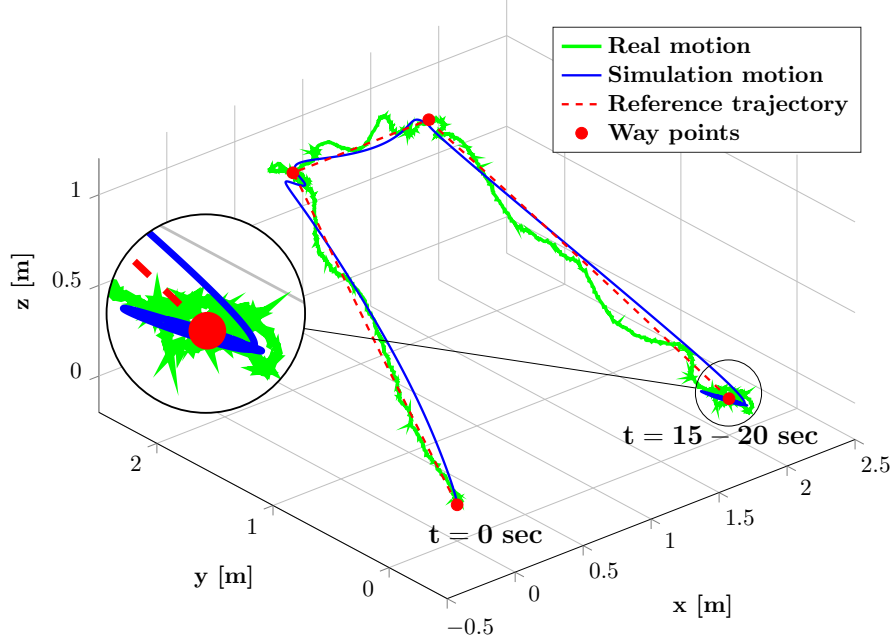 Real motion
Simulation motion
Reference trajectory
Way points
1
0.5
0
z [m]
2
1
0
y [m]
−0.5
0
0.5
1
1.5
2
2.5
x [m]
t = 0 sec
t = 15 − 20 sec